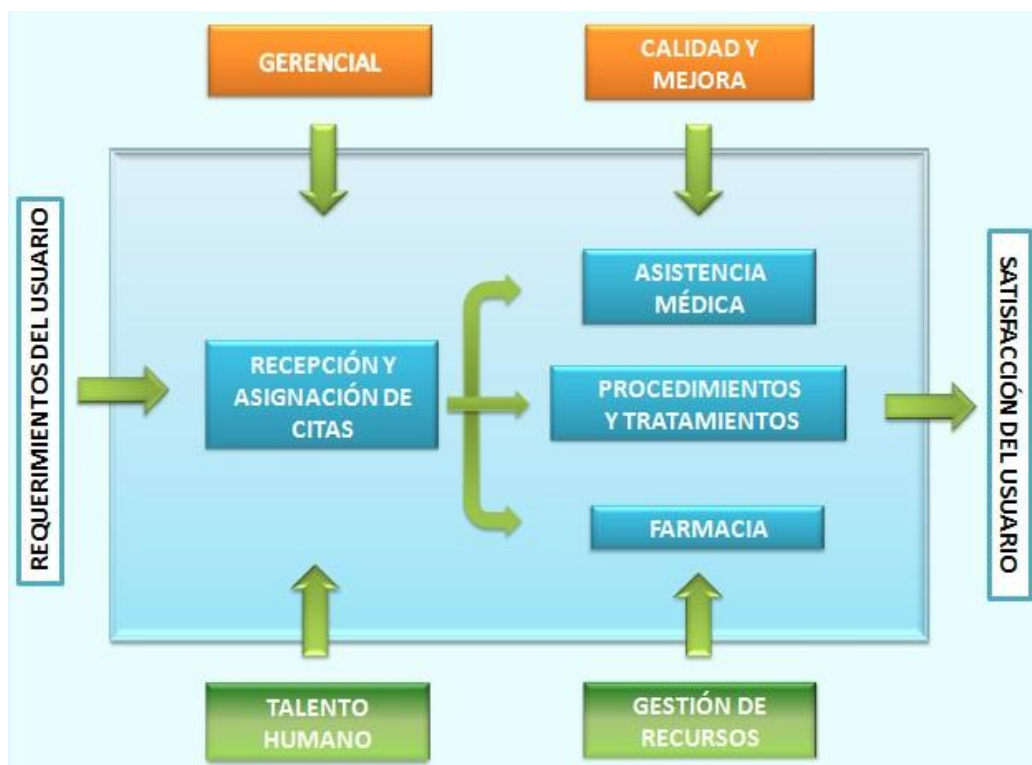 GERENCIAL
CALIDAD Y
MEJORA
REQUERIMIENTOS DEL USUARIO
RECEPCIÓN Y
ASIGNACIÓN DE
CITAS
ASISTENCIA
MÉDICA
PROCEDIMIENTOS
Y TRATAMIENTOS
FARMACIA
SATISFACCIÓN DEL USUARIO
TALENTO
HUMANO
GESTIÓN DE
RECURSOS